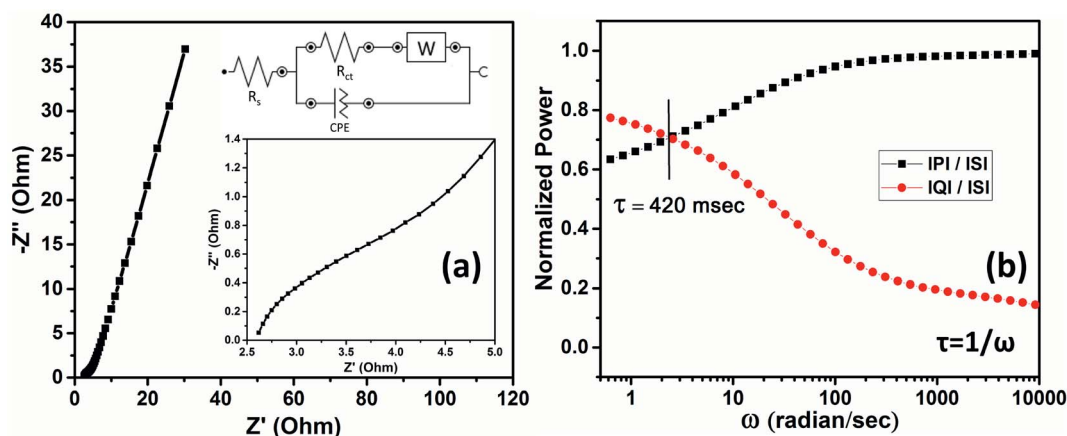 40
35
30
25
20
15
10
5
0
-Z'' (Ohm)
0 20 40 60 80 100 120
Z' (Ohm)
R_s
R_ct
W
CPE
1.4
1.2
1.0
0.8
0.6
0.4
0.2
0.0
-Z'' (Ohm)
2.5 3.0 3.5 4.0 4.5 5.0
Z' (Ohm)
(a)
1.0
0.8
0.6
0.4
0.2
0.0
Normalized Power
IPI / ISI
IQI / ISI
τ = 420 msec
(b)
τ=1/ω
1 10 100 1000 10000
ω (radian/sec)